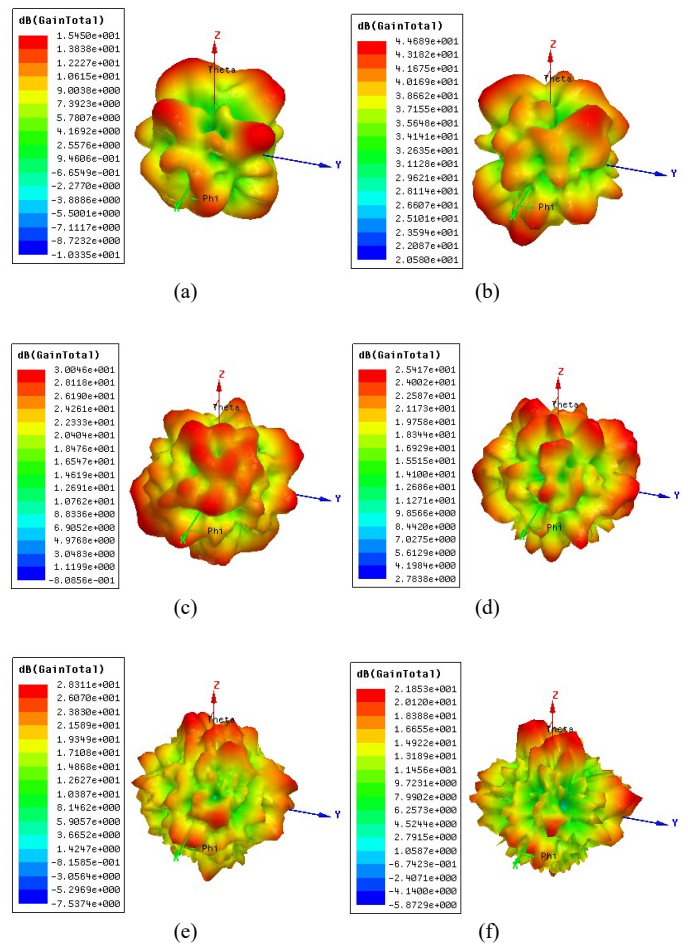 dB(GainTotal)
1.5450e+001
1.3838e+001
1.2227e+001
1.0615e+001
9.0038e+000
7.3923e+000
5.7807e+000
4.1692e+000
2.5576e+000
9.4606e-001
-6.6549e-001
-2.2770e+000
-3.8886e+000
-5.5001e+000
-7.1117e+000
-8.7232e+000
-1.0335e+001
Z
Theta
Y
Phi
X
(a)
dB(GainTotal)
4.4689e+001
4.3182e+001
4.1675e+001
4.0169e+001
3.8662e+001
3.7155e+001
3.5648e+001
3.4141e+001
3.2635e+001
3.1128e+001
2.9621e+001
2.8114e+001
2.6607e+001
2.5101e+001
2.3594e+001
2.2087e+001
2.0580e+001
Z
Theta
Y
Phi
X
(b)
dB(GainTotal)
3.0046e+001
2.8118e+001
2.6190e+001
2.4261e+001
2.2333e+001
2.0404e+001
1.8476e+001
1.6547e+001
1.4619e+001
1.2691e+001
1.0762e+001
8.8336e+000
6.9052e+000
4.9768e+000
3.0483e+000
1.1199e+000
-8.0856e-001
Z
Theta
Y
Phi
X
(c)
dB(GainTotal)
2.5417e+001
2.4002e+001
2.2587e+001
2.1173e+001
1.9758e+001
1.8344e+001
1.6929e+001
1.5515e+001
1.4100e+001
1.2686e+001
1.1271e+001
9.8566e+000
8.4420e+000
7.0275e+000
5.6129e+000
4.1984e+000
2.7838e+000
Z
Theta
Y
Phi
X
(d)
dB(GainTotal)
2.8311e+001
2.6070e+001
2.3830e+001
2.1589e+001
1.9349e+001
1.7108e+001
1.4868e+001
1.2627e+001
1.0387e+001
8.1462e+000
5.9057e+000
3.6652e+000
1.4247e+000
-8.1585e-001
-3.0564e+000
-5.2969e+000
-7.5374e+000
Z
Theta
Y
Phi
X
(e)
dB(GainTotal)
2.1853e+001
2.0120e+001
1.8388e+001
1.6655e+001
1.4922e+001
1.3189e+001
1.1456e+001
9.7231e+000
7.9902e+000
6.2573e+000
4.5244e+000
2.7915e+000
1.0587e+000
-6.7423e-001
-2.4071e+000
-4.1400e+000
-5.8729e+000
Z
Theta
Y
Phi
X
(f)